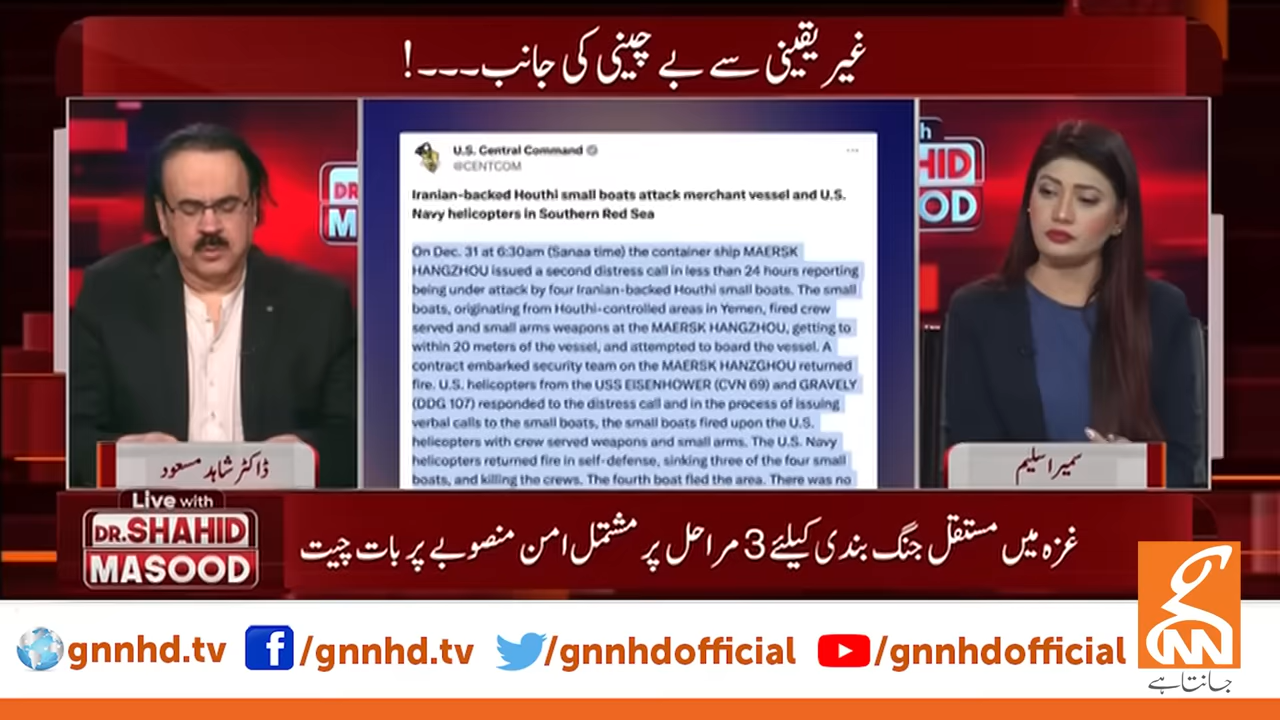 غیر یقینی سے بے چینی کی جانب۔۔۔!
DR.
MASOOD
U.S. Central Command
@CENTCOM
Iranian-backed Houthi small boats attack merchant vessel and U.S.
Navy helicopters in Southern Red Sea
On Dec. 31 at 6:30am (Sanaa time) the container ship MAERSK
HANGZHOU issued a second distress call in less than 24 hours reporting
being under attack by four Iranian-backed Houthi small boats. The small
boats, originating from Houthi-controlled areas in Yemen, fired crew
served and small arms weapons at the MAERSK HANGZHOU, getting to
within 20 meters of the vessel, and attempted to board the vessel. A
contract embarked security team on the MAERSK HANZGHOU returned
fire. U.S. helicopters from the USS EISENHOWER (CVN 69) and GRAVELY
(DDG 107) responded to the distress call and in the process of issuing
verbal calls to the small boats, the small boats fired upon the U.S.
helicopters with crew served weapons and small arms. The U.S. Navy
helicopters returned fire in self-defense, sinking three of the four small
boats, and killing the crews. The fourth boat fled the area. There was no
h
HID
OOD
ڈاکٹر شاہد مسعود
سمیرا سلیم
Live with
DR.SHAHID
MASOOD
غزہ میں مستقل جنگ بندی کیلئے 3 مراحل پر مشتمل امن منصوبے پر بات چیت
gnnhd.tv
/gnnhd.tv
/gnnhdofficial
/gnnhdofficial
GNN
جانتا ہے